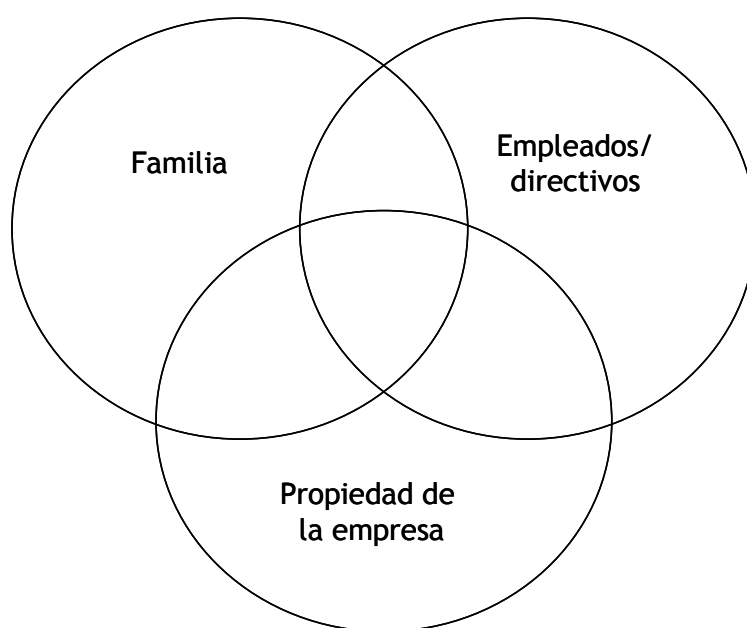 Familia
Empleados/
directivos
Propiedad de
la empresa